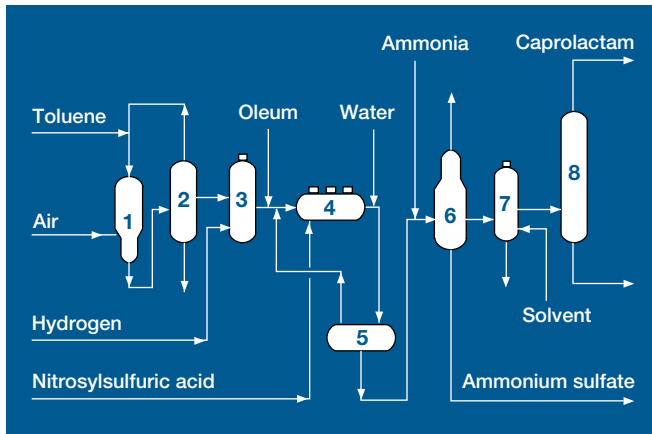 Ammonia
Caprolactam
Toluene
Oleum
Water
1
2
3
4
5
6
7
8
Air
Hydrogen
Solvent
Nitrosylsulfuric acid
Ammonium sulfate